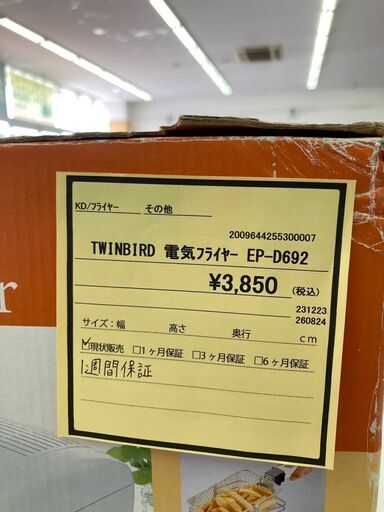 KD/フライヤー その他
2009644255300007
TWINBIRD 電気フライヤー EP-D692
¥3,850 (税込)
231223
260824
サイズ:幅 高さ 奥行 cm
☑現状販売 □1ヶ月保証 □3ヶ月保証 □6ヶ月保証
1週間保証
r